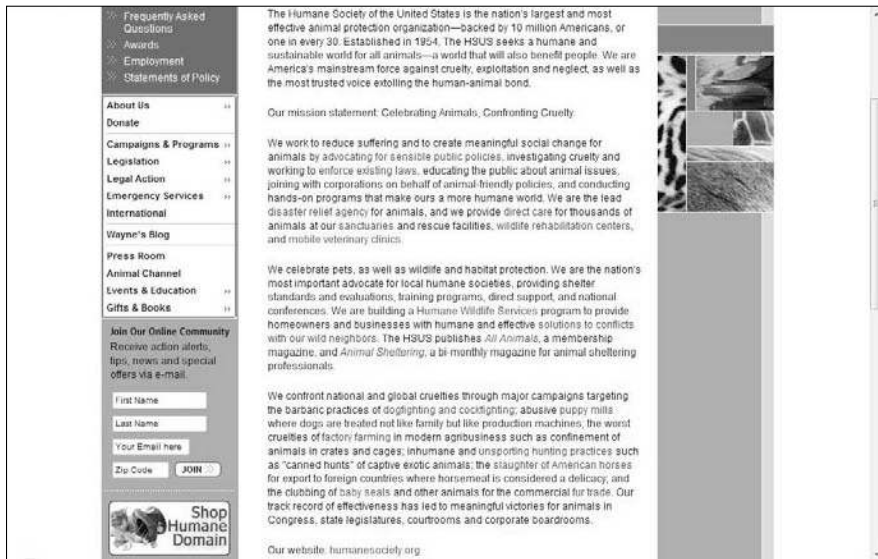 Frequently Asked
Questions
Awards
Employment
Statements of Policy
About Us
Donate
Campaigns & Programs
Legislation
Legal Action
Emergency Services
International
Wayne's Blog
Press Room
Animal Channel
Events & Education
Gifts & Books
Join Our Online Community
Receive action alerts,
tips, news and special
offers via e-mail.
First Name
Last Name
Your Email here
Zip Code
JOIN
Shop
Humane
Domain
The Humane Society of the United States is the nation's largest and most
effective animal protection organization—backed by 10 million Americans, or
one in every 30. Established in 1954, The HSUS seeks a humane and
sustainable world for all animals—a world that will also benefit people. We are
America's mainstream force against cruelty, exploitation and neglect, as well as
the most trusted voice extolling the human-animal bond.
Our mission statement: Celebrating Animals, Confronting Cruelty.
We work to reduce suffering and to create meaningful social change for
animals by advocating for sensible public policies, investigating cruelty and
working to enforce existing laws, educating the public about animal issues,
joining with corporations on behalf of animal-friendly policies, and conducting
hands-on programs that make ours a more humane world. We are the lead
disaster relief agency for animals, and we provide direct care for thousands of
animals at our sanctuaries and rescue facilities, wildlife rehabilitation centers,
and mobile veterinary clinics.
We celebrate pets, as well as wildlife and habitat protection. We are the nation's
most important advocate for local humane societies, providing shelter
standards and evaluations, training programs, direct support, and national
conferences. We are building a Humane Wildlife Services program to provide
homeowners and businesses with humane and effective solutions to conflicts
with our wild neighbors. The HSUS publishes All Animals, a membership
magazine, and Animal Sheltering, a bi-monthly magazine for animal sheltering
professionals.
We confront national and global cruelties through major campaigns targeting
the barbaric practices of dogfighting and cockfighting; abusive puppy mills
where dogs are treated not like family but like production machines; the worst
cruelties of factory farming in modern agribusiness such as confinement of
animals in crates and cages; inhumane and unsporting hunting practices such
as "canned hunts" of captive exotic animals; the slaughter of American horses
for export to foreign countries where horsemeat is considered a delicacy; and
the clubbing of baby seals and other animals for the commercial fur trade. Our
track record of effectiveness has led to meaningful victories for animals in
Congress, state legislatures, courtrooms and corporate boardrooms.
Our website: humanesociety.org